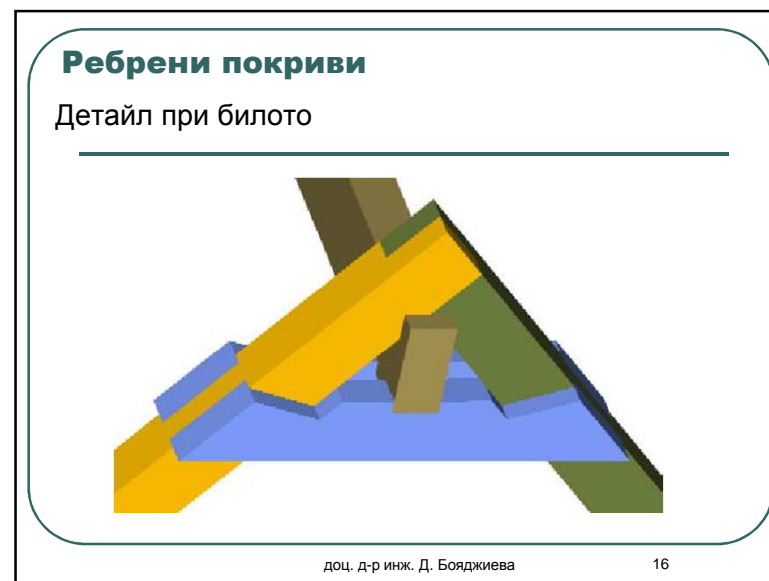 Ребрени покриви
Детайл при билото
доц. д-р инж. Д. Бояджиева 16